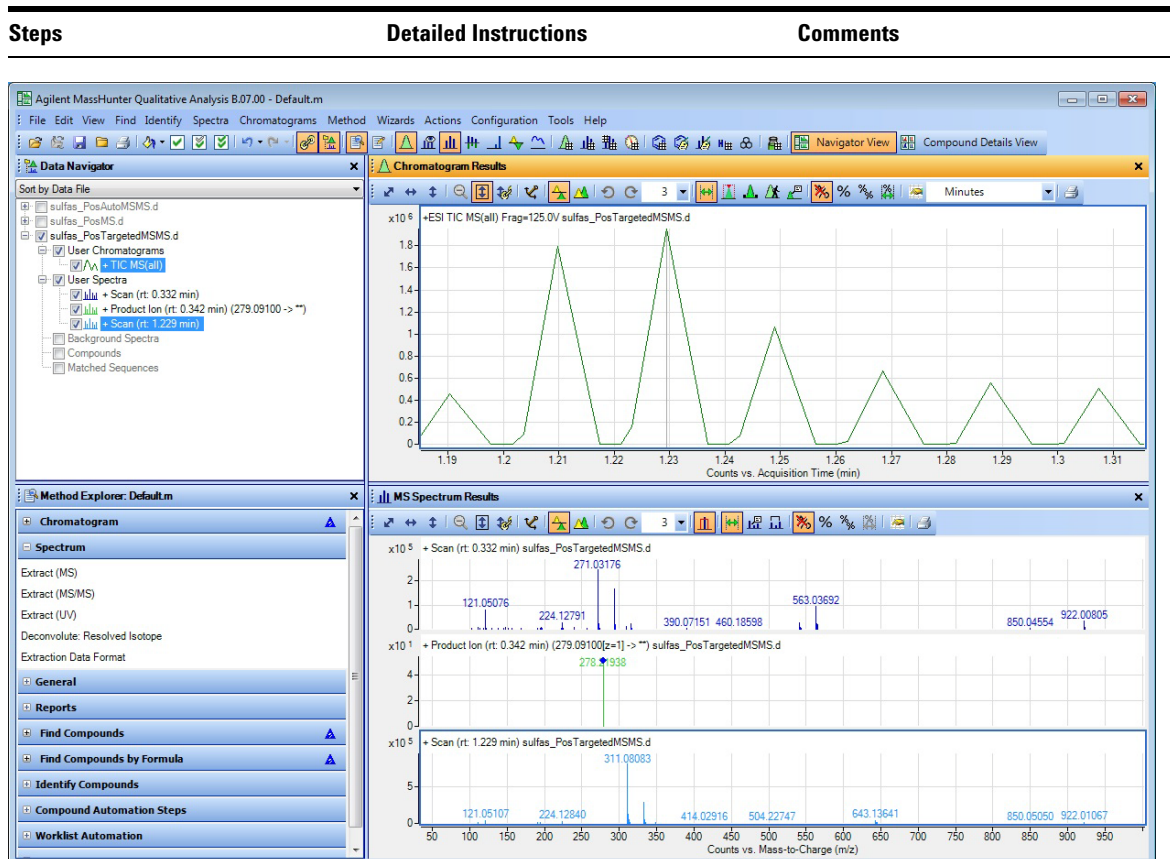 Steps Detailed Instructions Comments
Agilent MassHunter Qualitative Analysis B.07.00 - Default.m
File Edit View Find Identify Spectra Chromatograms Method Wizards Actions Configuration Tools Help
Navigator View Compound Details View
Data Navigator
Sort by Data File
sulfas_PosAutoMSMS.d
sulfas_PosMS.d
sulfas_PosTargetedMSMS.d
User Chromatograms
+ TIC MS(all)
User Spectra
+ Scan (rt: 0.332 min)
+ Product Ion (rt: 0.342 min) (279.09100 -> **)
+ Scan (rt: 1.229 min)
Background Spectra
Compounds
Matched Sequences
Chromatogram Results
3 % % Minutes
x10 6 +ESI TIC MS(all) Frag=125.0V sulfas_PosTargetedMSMS.d
1.8
1.6
1.4
1.2
1
0.8
0.6
0.4
0.2
0
1.19 1.2 1.21 1.22 1.23 1.24 1.25 1.26 1.27 1.28 1.29 1.3 1.31
Counts vs. Acquisition Time (min)
Method Explorer: Default.m
Chromatogram
Spectrum
Extract (MS)
Extract (MS/MS)
Extract (UV)
Deconvolute: Resolved Isotope
Extraction Data Format
General
Reports
Find Compounds
Find Compounds by Formula
Identify Compounds
Compound Automation Steps
Worklist Automation
MS Spectrum Results
3 % %
x10 5 + Scan (rt: 0.332 min) sulfas_PosTargetedMSMS.d
271.03176
2
1
0
121.05076 224.12791 390.07151 460.18598 563.03692 850.04554 922.00805
x10 1 + Product Ion (rt: 0.342 min) (279.09100[z=1] -> **) sulfas_PosTargetedMSMS.d
4
2
0
x10 5 + Scan (rt: 1.229 min) sulfas_PosTargetedMSMS.d
311.08083
5
0
121.05107 224.12840 414.02916 504.22747 643.13641 850.05050 922.01067
50 100 150 200 250 300 350 400 450 500 550 600 650 700 750 800 850 900 950
Counts vs. Mass-to-Charge (m/z)